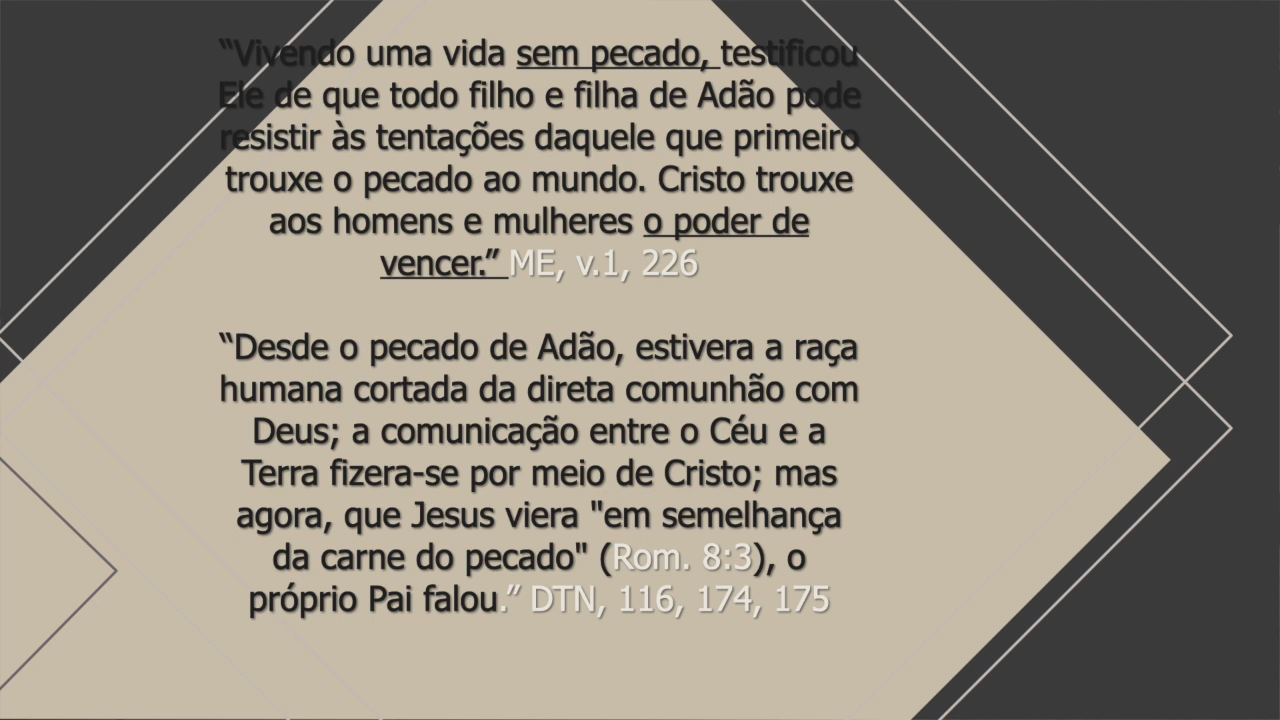 “Vivendo uma vida sem pecado, testificou
Ele de que todo filho e filha de Adão pode
resistir às tentações daquele que primeiro
trouxe o pecado ao mundo. Cristo trouxe
aos homens e mulheres o poder de
vencer.” ME, v.1, 226
“Desde o pecado de Adão, estivera a raça
humana cortada da direta comunhão com
Deus; a comunicação entre o Céu e a
Terra fizera-se por meio de Cristo; mas
agora, que Jesus viera "em semelhança
da carne do pecado" (Rom. 8:3), o
próprio Pai falou.” DTN, 116, 174, 175